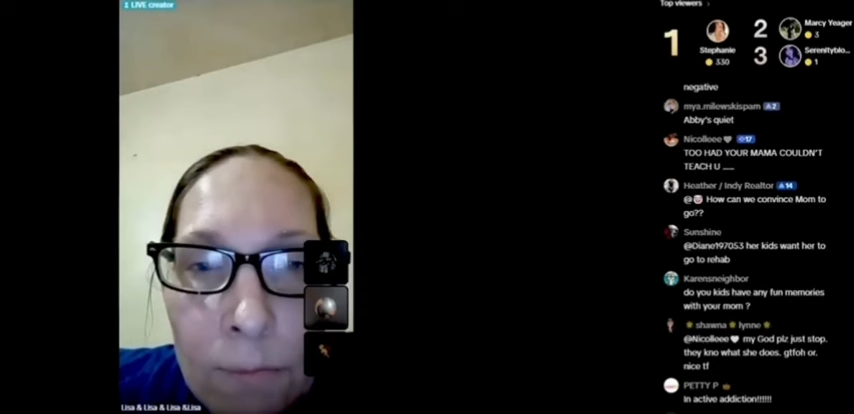 1 LIVE creator
Lisa & Lisa & Lisa &Lisa
Top viewers
1
Stephanie
330
2
Marcy Yeager
3
3
Serenityblo...
1
negative
mya.milewskispam 2
Abby's quiet
Nicolleee 17
TOO HAD YOUR MAMA COULDN'T
TEACH U .....
Heather / Indy Realtor 14
@ How can we convince Mom to
go??
Sunshine
@Diane197053 her kids want her to
go to rehab
Karensneighbor
do you kids have any fun memories
with your mom ?
shawna lynne
@Nicolleee🤍 my God plz just stop.
they kno what she does. gtfoh or.
nice tf
PETTY P
In active addiction!!!!!!